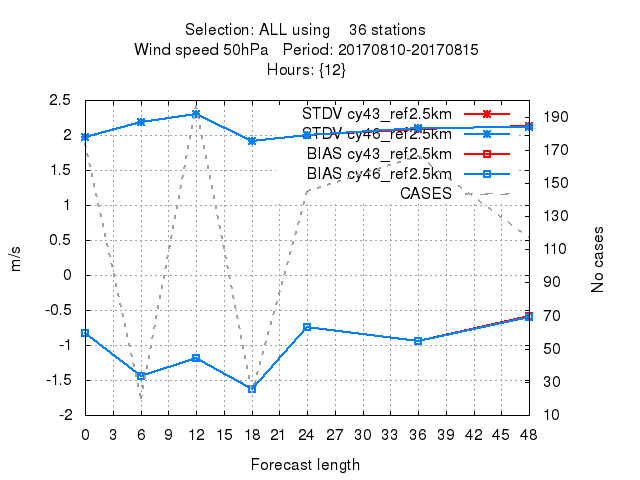 Selection: ALL using 36 stations
Wind speed 50hPa Period: 20170810-20170815
Hours: {12}
STDV cy43_ref2.5km
STDV cy46_ref2.5km
BIAS cy43_ref2.5km
BIAS cy46_ref2.5km
CASES
m/s
2.5
2
1.5
1
0.5
0
-0.5
-1
-1.5
-2
No cases
190
170
150
130
110
90
70
50
30
10
0 3 6 9 12 15 18 21 24 27 30 33 36 39 42 45 48
Forecast length